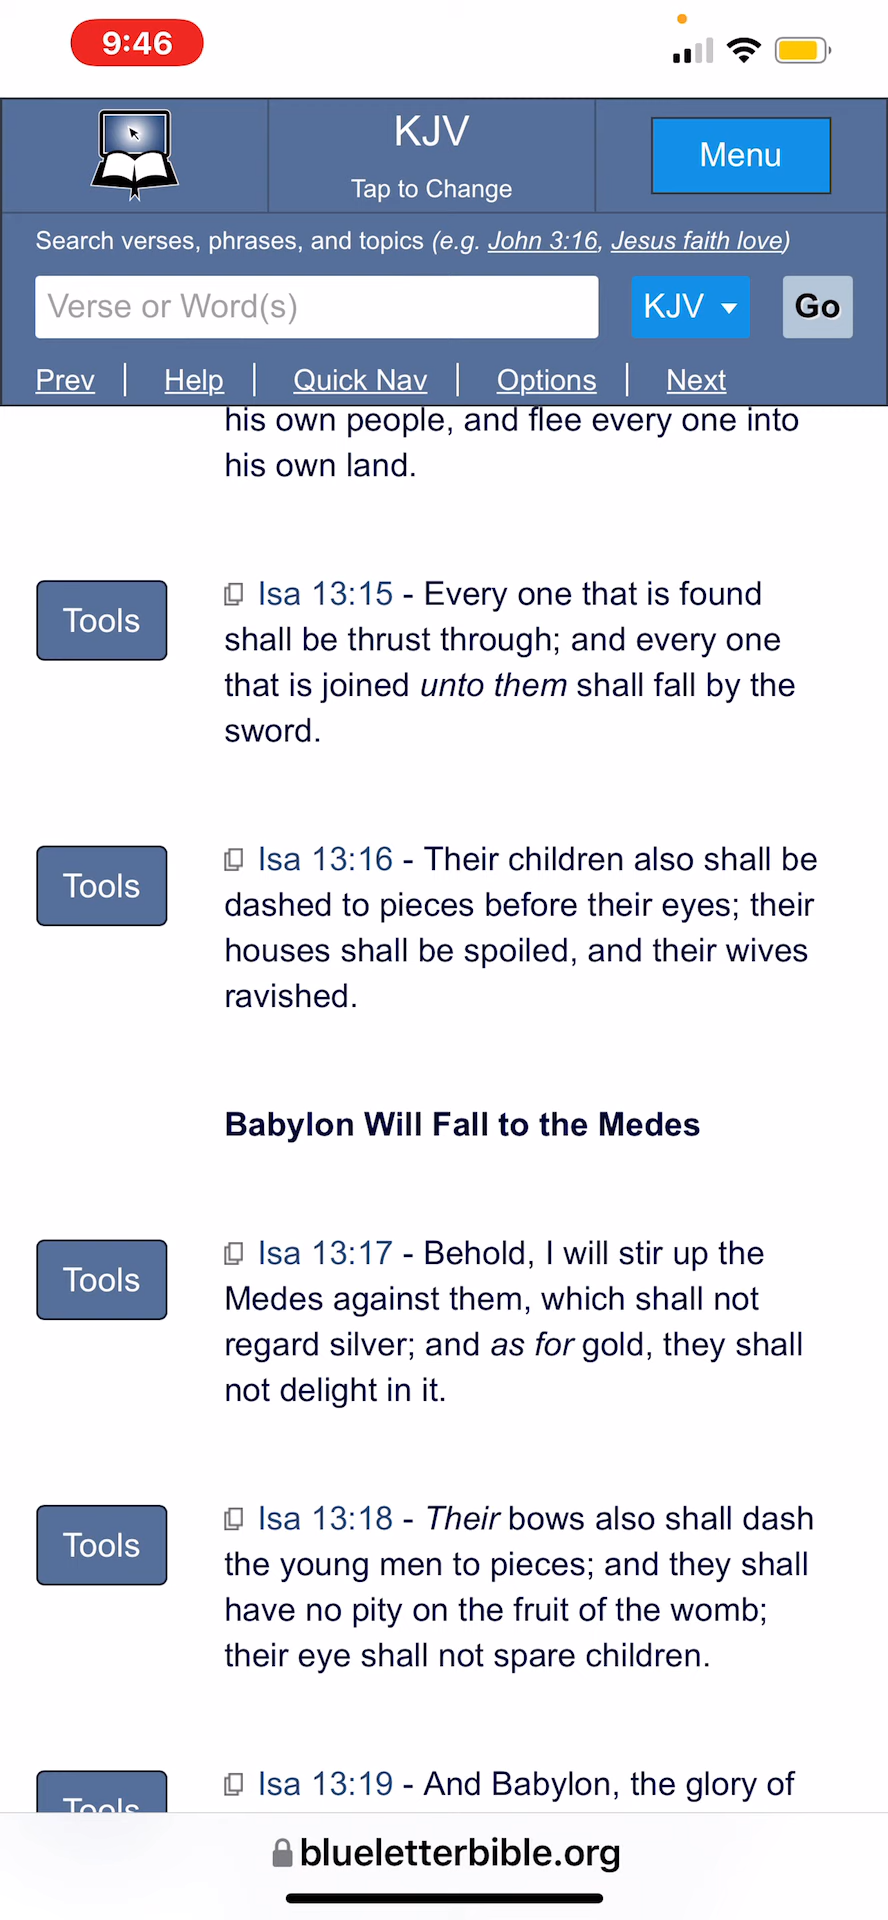 9:46
KJV
Tap to Change
Menu
Search verses, phrases, and topics (e.g. John 3:16, Jesus faith love)
Verse or Word(s)
KJV
Go
Prev | Help | Quick Nav | Options | Next
his own people, and flee every one into
his own land.
Tools
Isa 13:15 - Every one that is found
shall be thrust through; and every one
that is joined unto them shall fall by the
sword.
Tools
Isa 13:16 - Their children also shall be
dashed to pieces before their eyes; their
houses shall be spoiled, and their wives
ravished.
Babylon Will Fall to the Medes
Tools
Isa 13:17 - Behold, I will stir up the
Medes against them, which shall not
regard silver; and as for gold, they shall
not delight in it.
Tools
Isa 13:18 - Their bows also shall dash
the young men to pieces; and they shall
have no pity on the fruit of the womb;
their eye shall not spare children.
Tools
Isa 13:19 - And Babylon, the glory of
blueletterbible.org